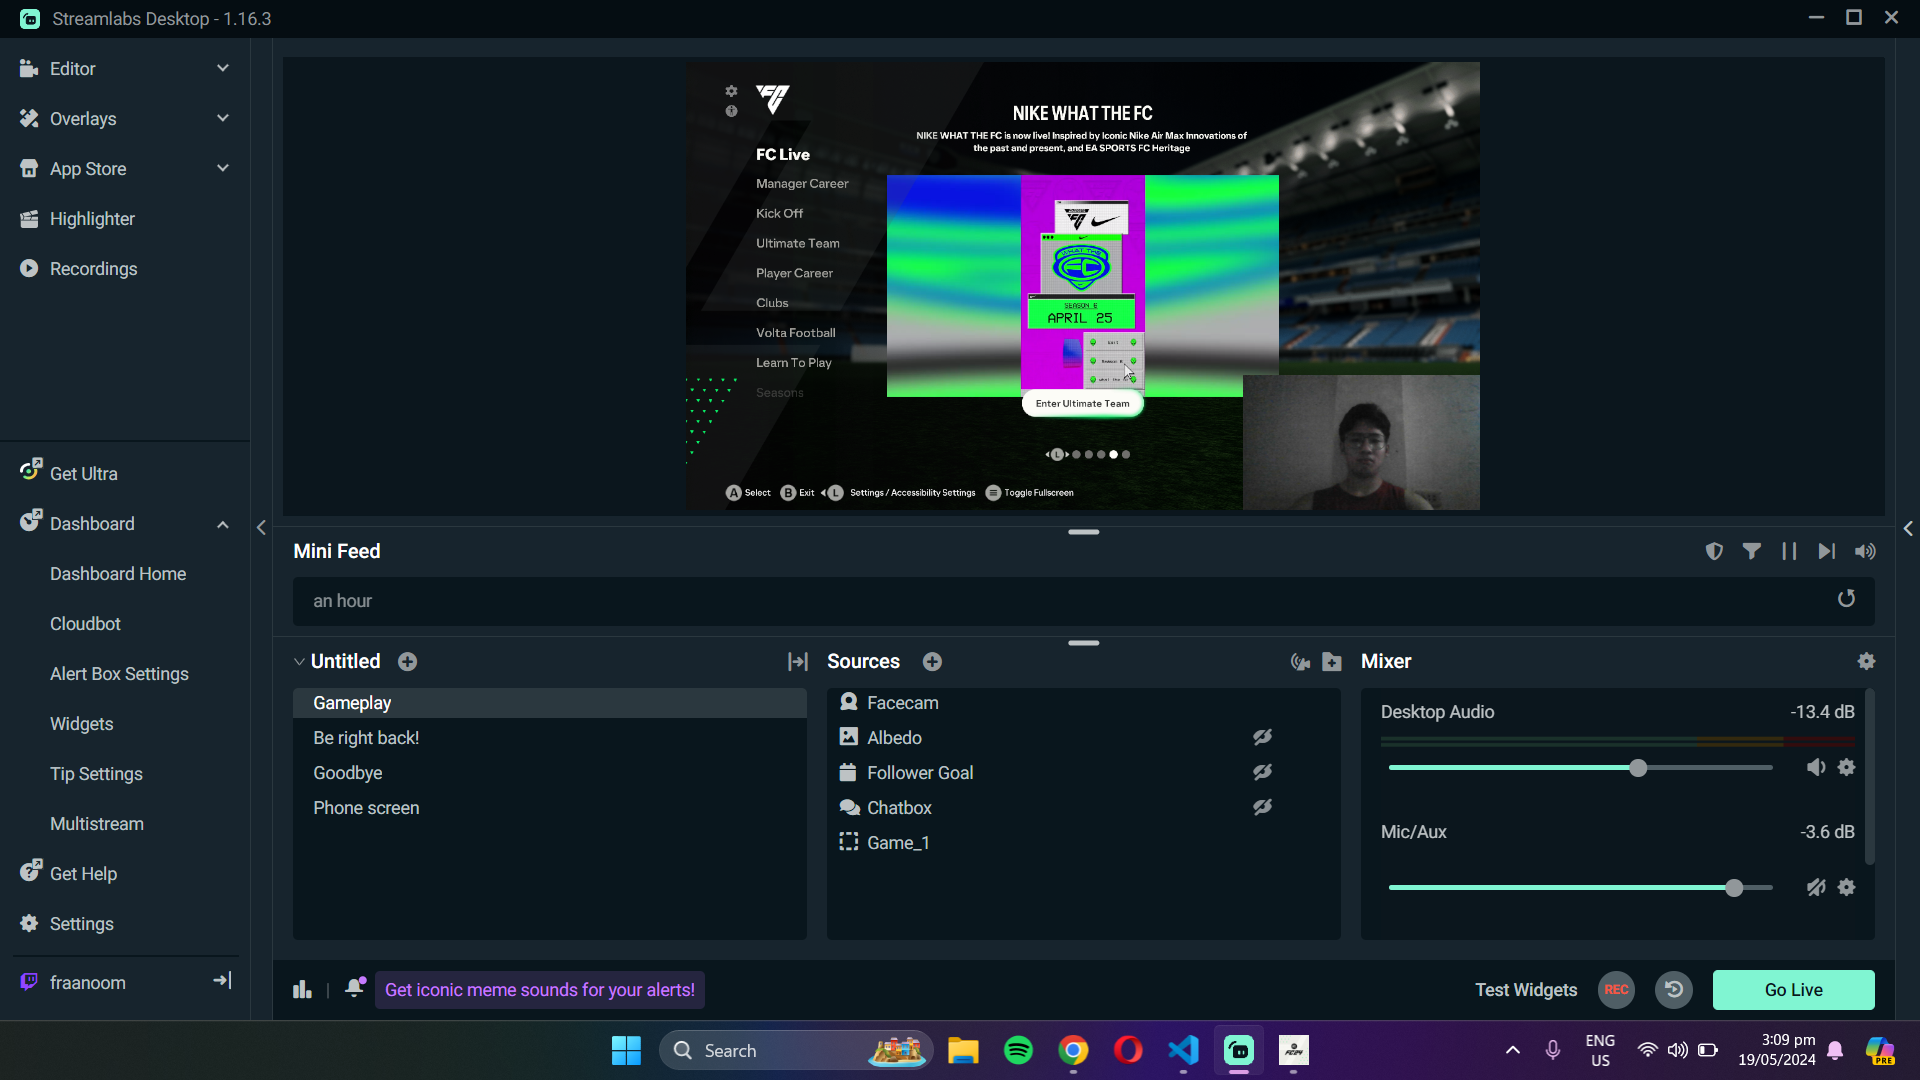 Streamlabs Desktop - 1.16.3
Editor
Overlays
App Store
Highlighter
Recordings
Get Ultra
Dashboard
Dashboard Home
Cloudbot
Alert Box Settings
Widgets
Tip Settings
Multistream
Get Help
Settings
fraanoom
NIKE WHAT THE FC
NIKE WHAT THE FC is now live! Inspired by Iconic Nike Air Max Innovations of
the past and present, and EA SPORTS FC Heritage
FC Live
Manager Career
Kick Off
Ultimate Team
Player Career
Clubs
Volta Football
Learn To Play
Seasons
WHAT THE
FC
SEASON 6
APRIL 25
Enter Ultimate Team
L
A Select
B Exit
L Settings / Accessibility Settings
Toggle Fullscreen
Mini Feed
an hour
Untitled
Gameplay
Be right back!
Goodbye
Phone screen
Sources
Facecam
Albedo
Follower Goal
Chatbox
Game_1
Mixer
Desktop Audio -13.4 dB
Mic/Aux -3.6 dB
Get iconic meme sounds for your alerts!
Test Widgets
REC
Go Live
Search
FC24
ENG
US
3:09 pm
19/05/2024
PRE